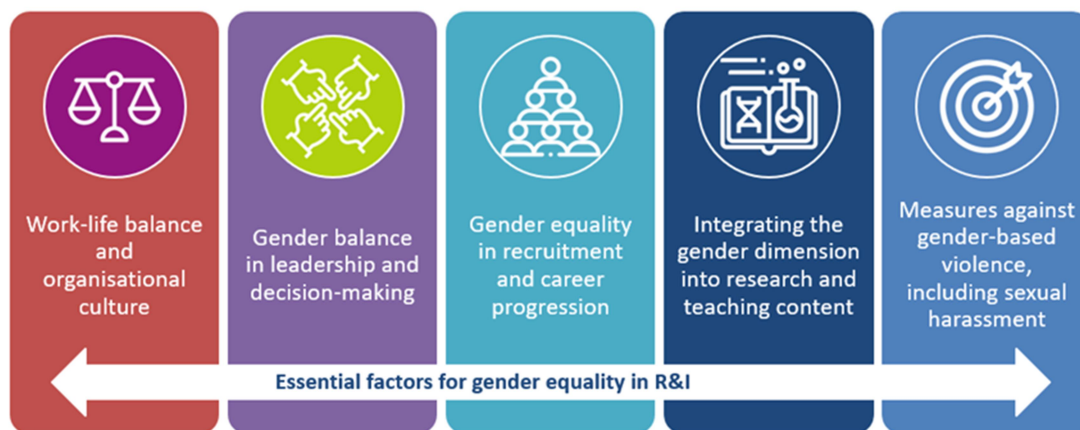 Work-life balance
and
organisational
culture
Gender balance
in leadership and
decision-making
Gender equality
in recruitment
and career
progression
Integrating the
gender dimension
into research and
teaching content
Measures against
gender-based
violence,
including sexual
harassment
Essential factors for gender equality in R&I